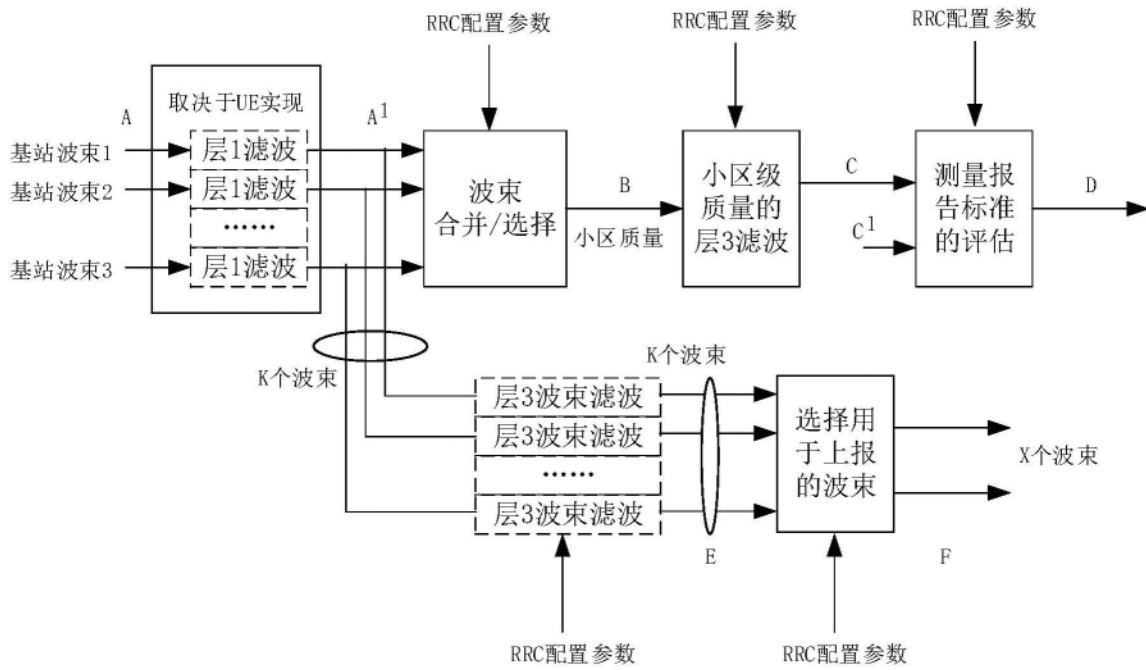 RRC配置参数
RRC配置参数
RRC配置参数
取决于UE实现
A
A¹
基站波束1
层1滤波
基站波束2
层1滤波
......
基站波束3
层1滤波
波束
合并/选择
B
小区质量
小区级
质量的
层3滤波
C
C¹
测量报
告标准
的评估
D
K个波束
K个波束
层3波束滤波
层3波束滤波
......
层3波束滤波
E
选择用
于上报
的波束
X个波束
F
RRC配置参数
RRC配置参数